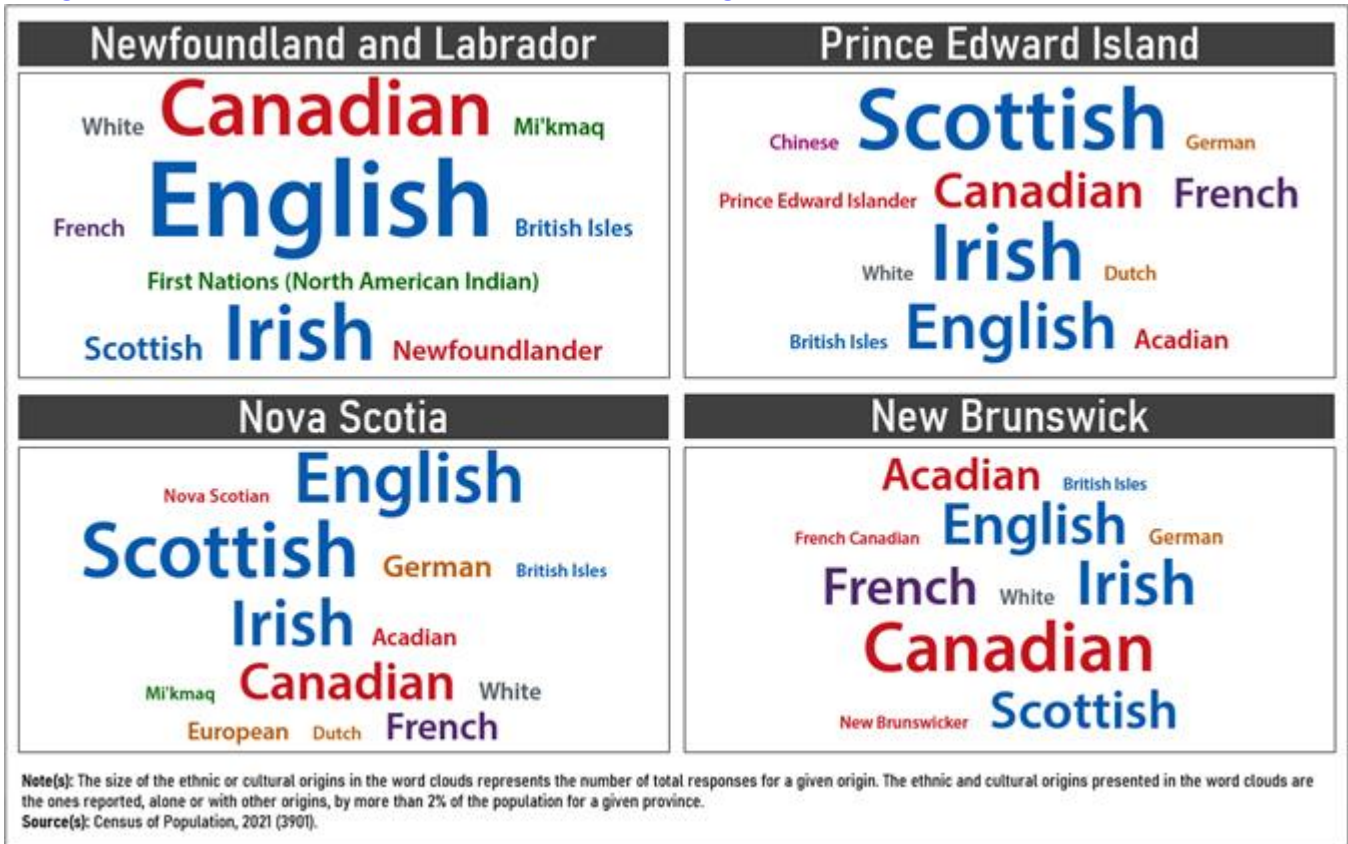 Newfoundland and Labrador
White Canadian Mi'kmaq
French English British Isles
First Nations (North American Indian)
Scottish Irish Newfoundlander
Prince Edward Island
Chinese Scottish German
Prince Edward Islander Canadian French
White Irish Dutch
British Isles English Acadian
Nova Scotia
Nova Scotian English
Scottish German British Isles
Irish Acadian
Mi'kmaq Canadian White
European Dutch French
New Brunswick
Acadian British Isles
French Canadian English German
French White Irish
Canadian
New Brunswicker Scottish
Note(s): The size of the ethnic or cultural origins in the word clouds represents the number of total responses for a given origin. The ethnic and cultural origins presented in the word clouds are
the ones reported, alone or with other origins, by more than 2% of the population for a given province.
Source(s): Census of Population, 2021 (3901).